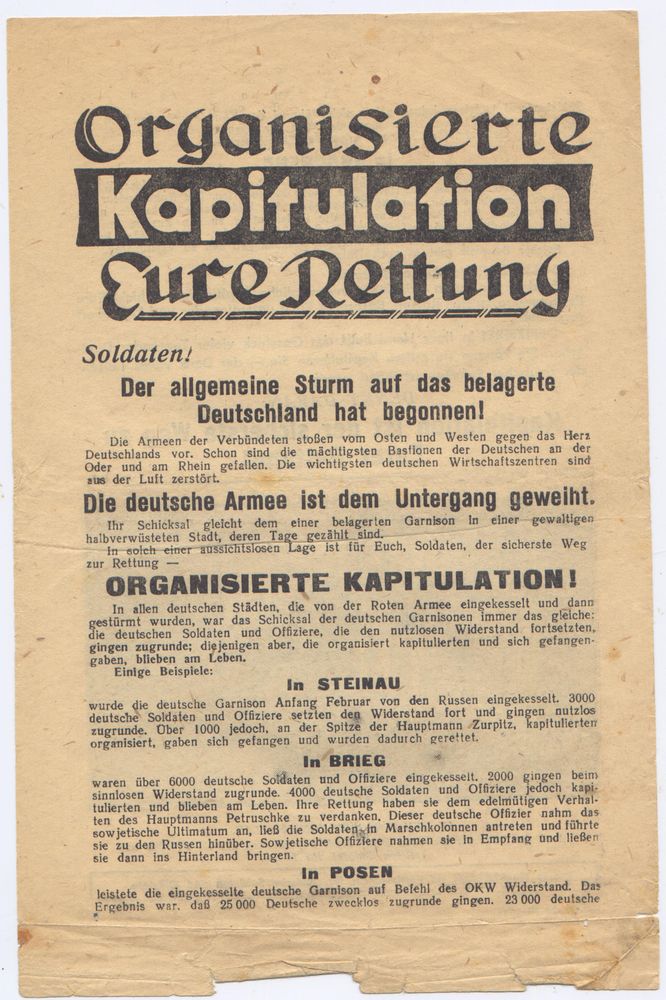 Organisierte
Kapitulation
Eure Rettung
Soldaten!
Der allgemeine Sturm auf das belagerte
Deutschland hat begonnen!
Die Armeen der Verbündeten stoßen vom Osten und Westen gegen das Herz
Deutschlands vor. Schon sind die mächtigsten Bastionen der Deutschen an der
Oder und am Rhein gefallen. Die wichtigsten deutschen Wirtschaftszentren sind
aus der Luft zerstört.
Die deutsche Armee ist dem Untergang geweiht.
Ihr Schicksal gleicht dem einer belagerten Garnison in einer gewaltigen
halbverwüsteten Stadt, deren Tage gezählt sind.
In solch einer aussichtslosen Lage ist für Euch, Soldaten, der sicherste Weg
zur Rettung —
ORGANISIERTE KAPITULATION!
In allen deutschen Städten, die von der Roten Armee eingekesselt und dann
gestürmt wurden, war das Schicksal der deutschen Garnisonen immer das gleiche:
die deutschen Soldaten und Offiziere, die den nutzlosen Widerstand fortsetzten,
gingen zugrunde; diejenigen aber, die organisiert kapitulierten und sich gefangen-
gaben, blieben am Leben.
Einige Beispiele:
In STEINAU
wurde die deutsche Garnison Anfang Februar von den Russen eingekesselt. 3000
deutsche Soldaten und Offiziere setzten den Widerstand fort und gingen nutzlos
zugrunde. Über 1000 jedoch, an der Spitze der Hauptmann Zurpitz, kapitulierten
organisiert, gaben sich gefangen und wurden dadurch gerettet.
In BRIEG
waren über 6000 deutsche Soldaten und Offiziere eingekesselt. 2000 gingen beim
sinnlosen Widerstand zugrunde. 4000 deutsche Soldaten und Offiziere jedoch kapi-
tulierten und blieben am Leben. Ihre Rettung haben sie dem edelmütigen Verhal-
ten des Hauptmanns Petruschke zu verdanken. Dieser deutsche Offizier nahm das
sowjetische Ultimatum an, ließ die Soldaten in Marschkolonnen antreten und führte
sie zu den Russen hinüber. Sowjetische Offiziere nahmen sie in Empfang und ließen
sie dann ins Hinterland bringen.
In POSEN
leistete die eingekesselte deutsche Garnison auf Befehl des OKW Widerstand. Das
Ergebnis war, daß 25 000 Deutsche zwecklos zugrunde gingen. 23 000 deutsche